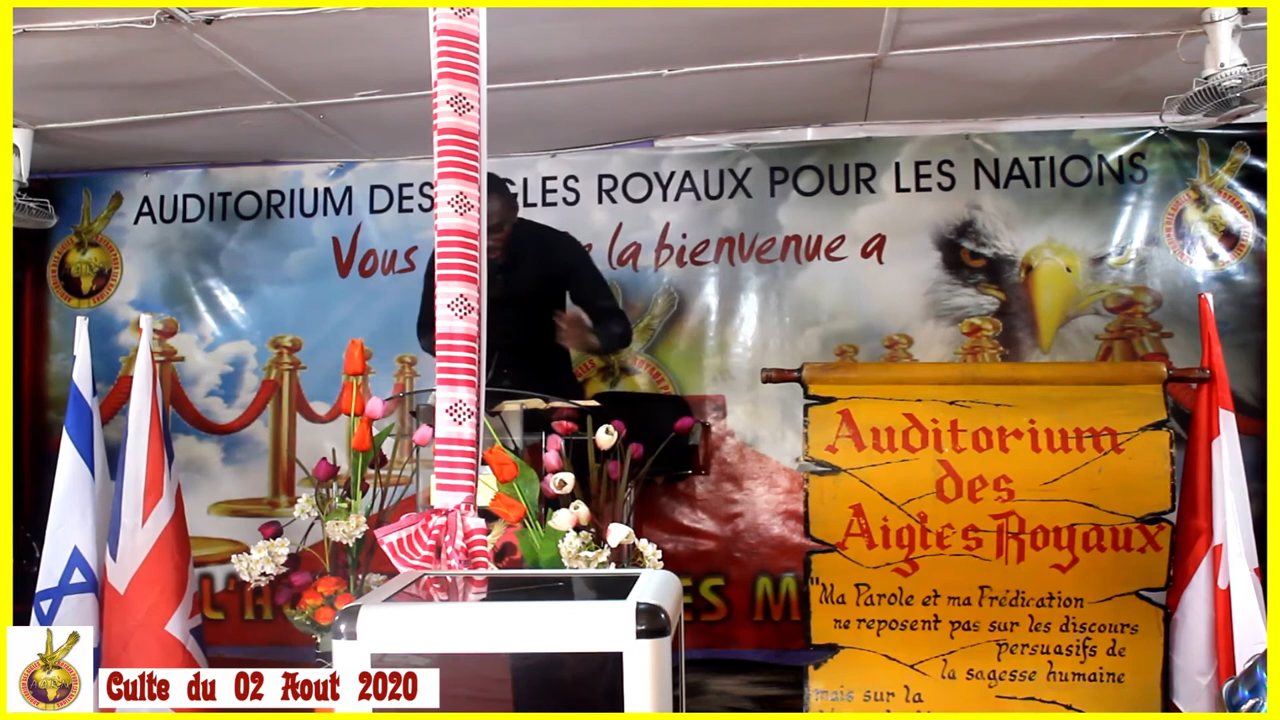 AUDITORIUM DES AIGLES ROYAUX POUR LES NATIONS
Vous la bienvenue a
Auditorium
des
Aigles Royaux
"Ma Parole et ma Prédication
ne reposent pas sur les discours
persuasifs de
la sagesse humaine
mais sur la
Culte du 02 Aout 2020